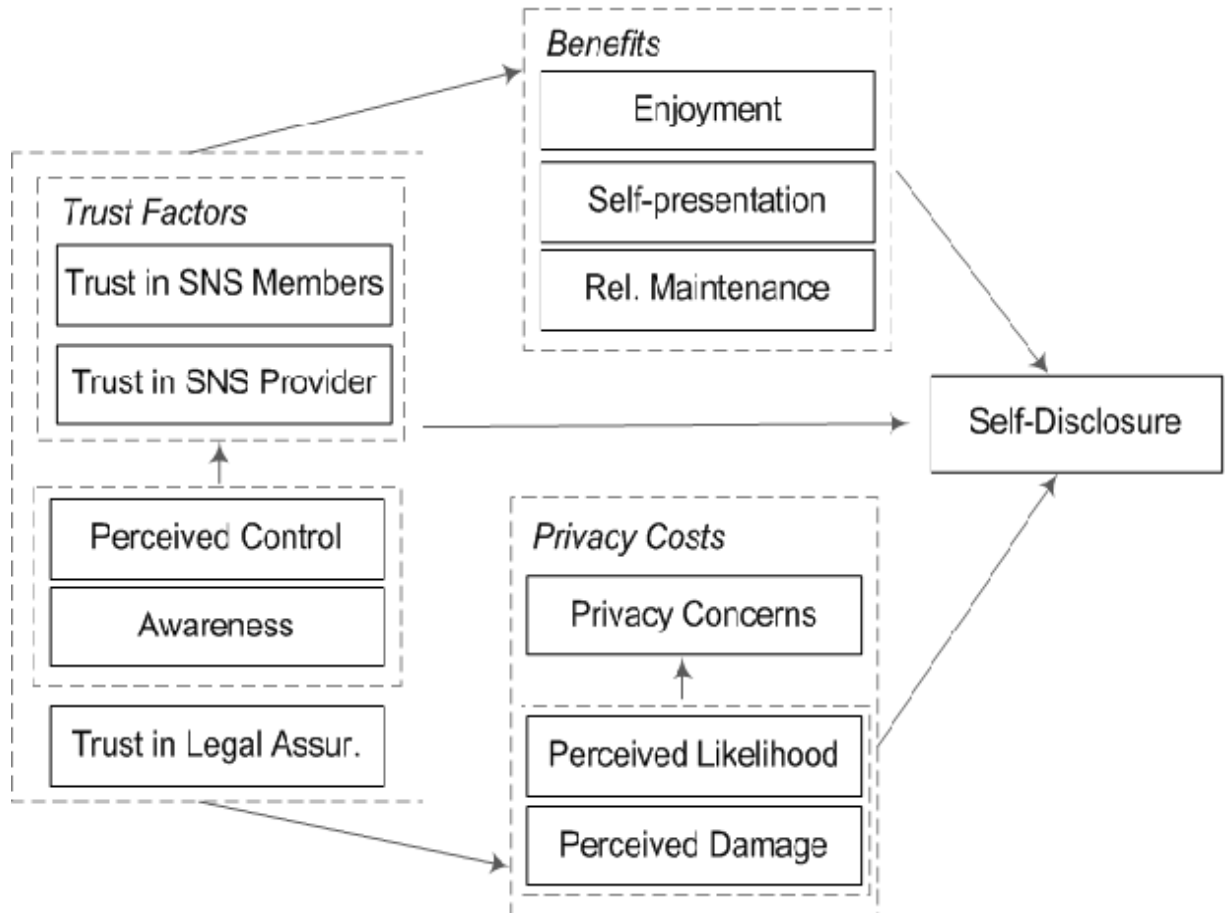 Benefits
Enjoyment
Self-presentation
Rel. Maintenance
Trust Factors
Trust in SNS Members
Trust in SNS Provider
Perceived Control
Awareness
Trust in Legal Assur.
Privacy Costs
Privacy Concerns
Perceived Likelihood
Perceived Damage
Self-Disclosure